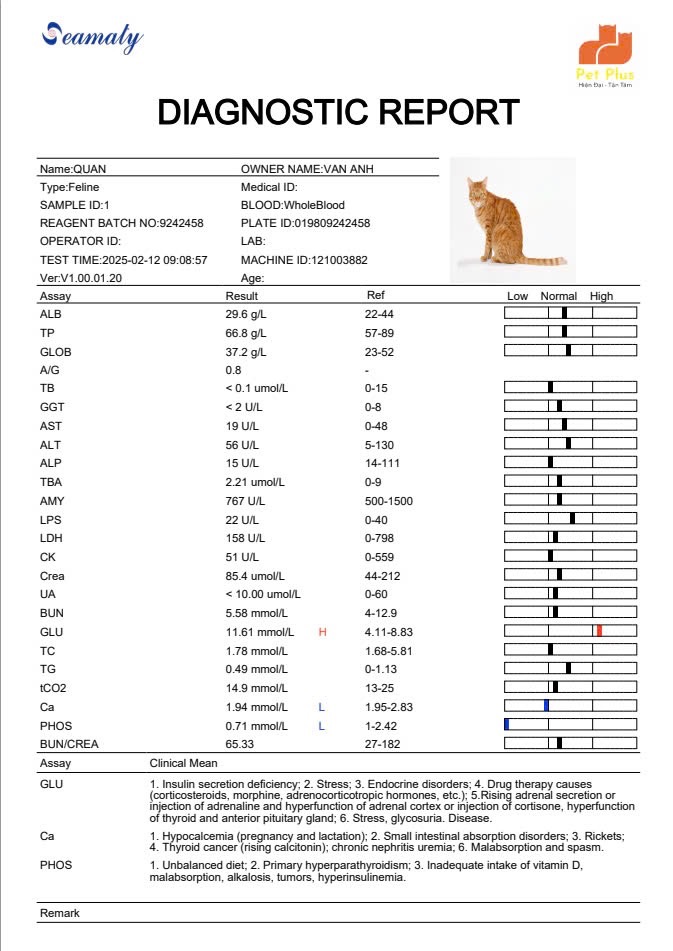 Seamaty
Pet Plus
Hiện Đại - Tận Tâm
DIAGNOSTIC REPORT
Name:QUAN OWNER NAME:VAN ANH
Type:Feline Medical ID:
SAMPLE ID:1 BLOOD:WholeBlood
REAGENT BATCH NO:9242458 PLATE ID:019809242458
OPERATOR ID: LAB:
TEST TIME:2025-02-12 09:08:57 MACHINE ID:121003882
Ver:V1.00.01.20 Age:
Assay Result Ref Low Normal High
ALB 29.6 g/L 22-44
TP 66.8 g/L 57-89
GLOB 37.2 g/L 23-52
A/G 0.8 -
TB < 0.1 umol/L 0-15
GGT < 2 U/L 0-8
AST 19 U/L 0-48
ALT 56 U/L 5-130
ALP 15 U/L 14-111
TBA 2.21 umol/L 0-9
AMY 767 U/L 500-1500
LPS 22 U/L 0-40
LDH 158 U/L 0-798
CK 51 U/L 0-559
Crea 85.4 umol/L 44-212
UA < 10.00 umol/L 0-60
BUN 5.58 mmol/L 4-12.9
GLU 11.61 mmol/L H 4.11-8.83
TC 1.78 mmol/L 1.68-5.81
TG 0.49 mmol/L 0-1.13
tCO2 14.9 mmol/L 13-25
Ca 1.94 mmol/L L 1.95-2.83
PHOS 0.71 mmol/L L 1-2.42
BUN/CREA 65.33 27-182
Assay Clinical Mean
GLU 1. Insulin secretion deficiency; 2. Stress; 3. Endocrine disorders; 4. Drug therapy causes
(corticosteroids, morphine, adrenocorticotropic hormones, etc.); 5.Rising adrenal secretion or
injection of adrenaline and hyperfunction of adrenal cortex or injection of cortisone, hyperfunction
of thyroid and anterior pituitary gland; 6. Stress, glycosuria. Disease.
Ca 1. Hypocalcemia (pregnancy and lactation); 2. Small intestinal absorption disorders; 3. Rickets;
4. Thyroid cancer (rising calcitonin); chronic nephritis uremia; 6. Malabsorption and spasm.
PHOS 1. Unbalanced diet; 2. Primary hyperparathyroidism; 3. Inadequate intake of vitamin D,
malabsorption, alkalosis, tumors, hyperinsulinemia.
Remark